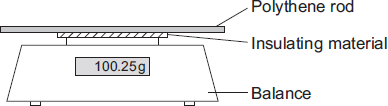 Polythene rod
Insulating material
100.25g
Balance